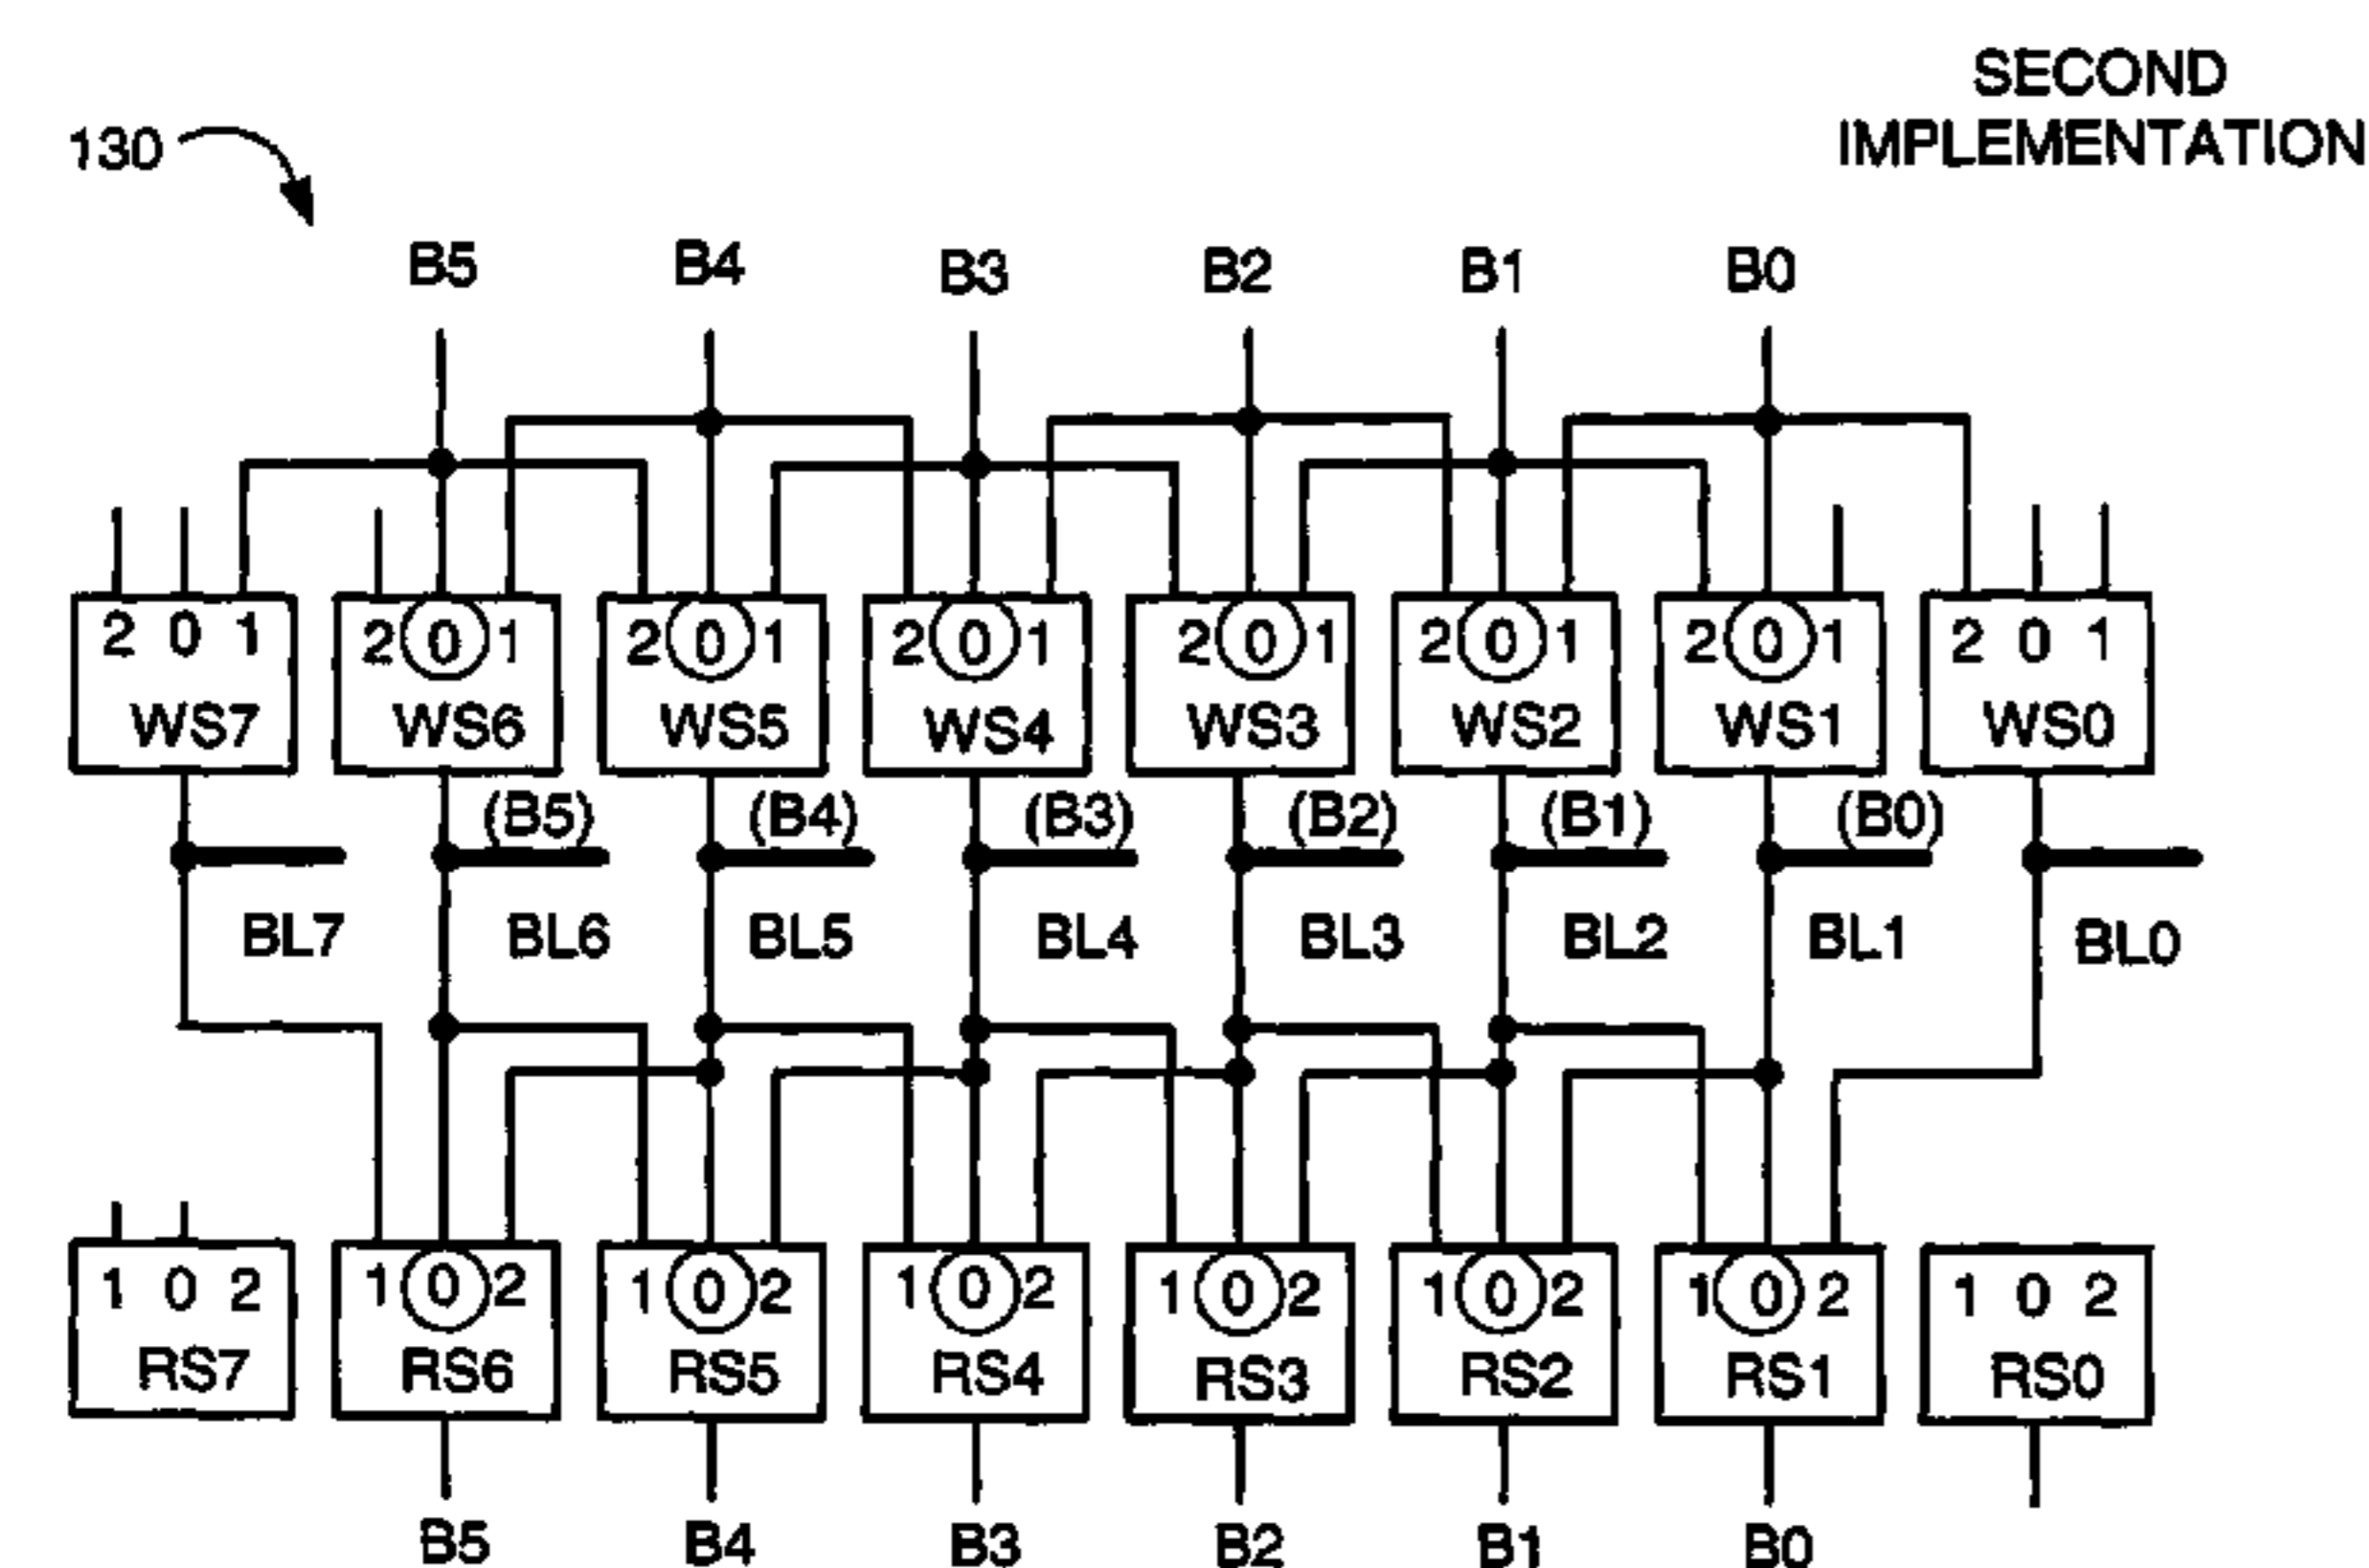 SECOND
IMPLEMENTATION
130
B5 B4 B3 B2 B1 B0
2 0 1 2 0 1 2 0 1 2 0 1 2 0 1 2 0 1 2 0 1 2 0 1
WS7 WS6 WS5 WS4 WS3 WS2 WS1 WS0
(B5) (B4) (B3) (B2) (B1) (B0)
BL7 BL6 BL5 BL4 BL3 BL2 BL1 BL0
1 0 2 1 0 2 1 0 2 1 0 2 1 0 2 1 0 2 1 0 2 1 0 2
RS7 RS6 RS5 RS4 RS3 RS2 RS1 RS0
B5 B4 B3 B2 B1 B0